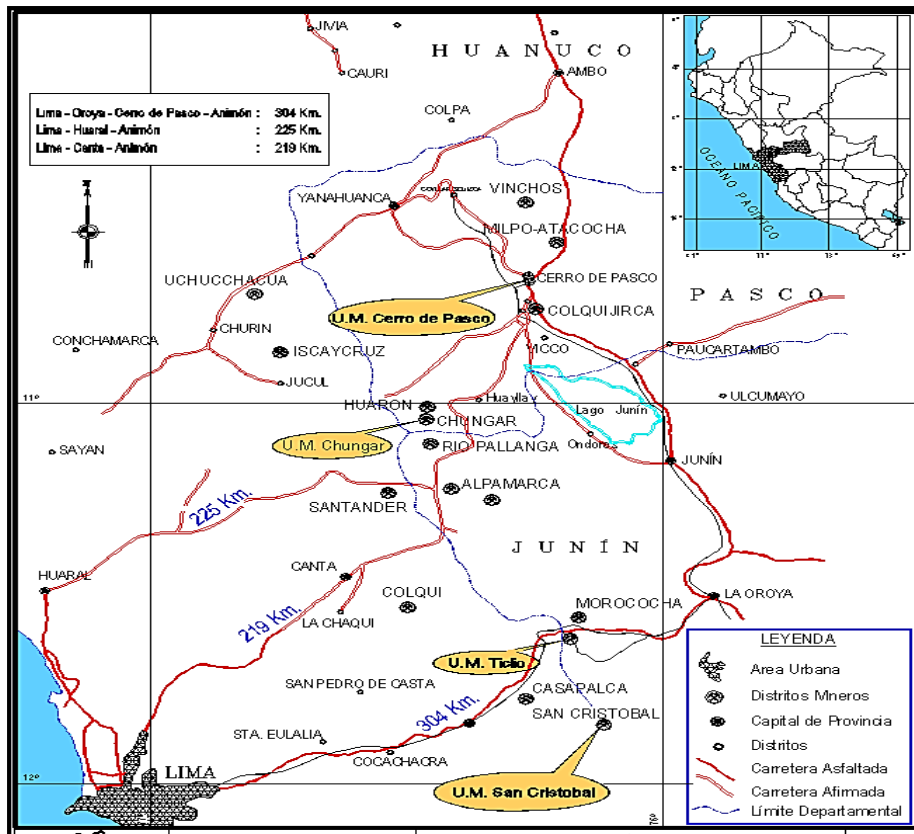 JIVIA
HUANUCO
CAURI
AMBO
Lima - Oroya - Cerro de Pasco - Animón : 304 Km.
Lima - Huaral - Animón : 225 Km.
Lima - Canta - Animón : 219 Km.
COLPA
LIMA
OCEANO PACIFICO
YANAHUANCA
VINCHOS
MILPO-ATACOCHA
UCHUCCHACUA
CERRO DE PASCO
PASCO
U.M. Cerro de Pasco
COLQUIJIRCA
CHURIN
CONCHAMARCA
ISCAYCRUZ
VICCO
PAUCARTAMBO
JUCUL
11°
HUARON
Huayllay
Lago Junín
ULCUMAYO
CHUNGAR
U.M. Chungar
RIO PALLANGA
Ondores
SAYAN
JUNÍN
ALPAMARCA
SANTANDER
225 Km.
JUNÍN
HUARAL
CANTA
COLQUI
LA OROYA
LA CHAQUI
MOROCOCHA
219 Km.
U.M. Ticlio
SAN PEDRO DE CASTA
CASAPALCA
SAN CRISTOBAL
304 Km.
STA. EULALIA
COCACHACRA
12°
LIMA
U.M. San Cristobal
76°
LEYENDA
Area Urbana
Distritos Mineros
Capital de Provincia
Distritos
Carretera Asfaltada
Carretera Afirmada
Límite Departamental